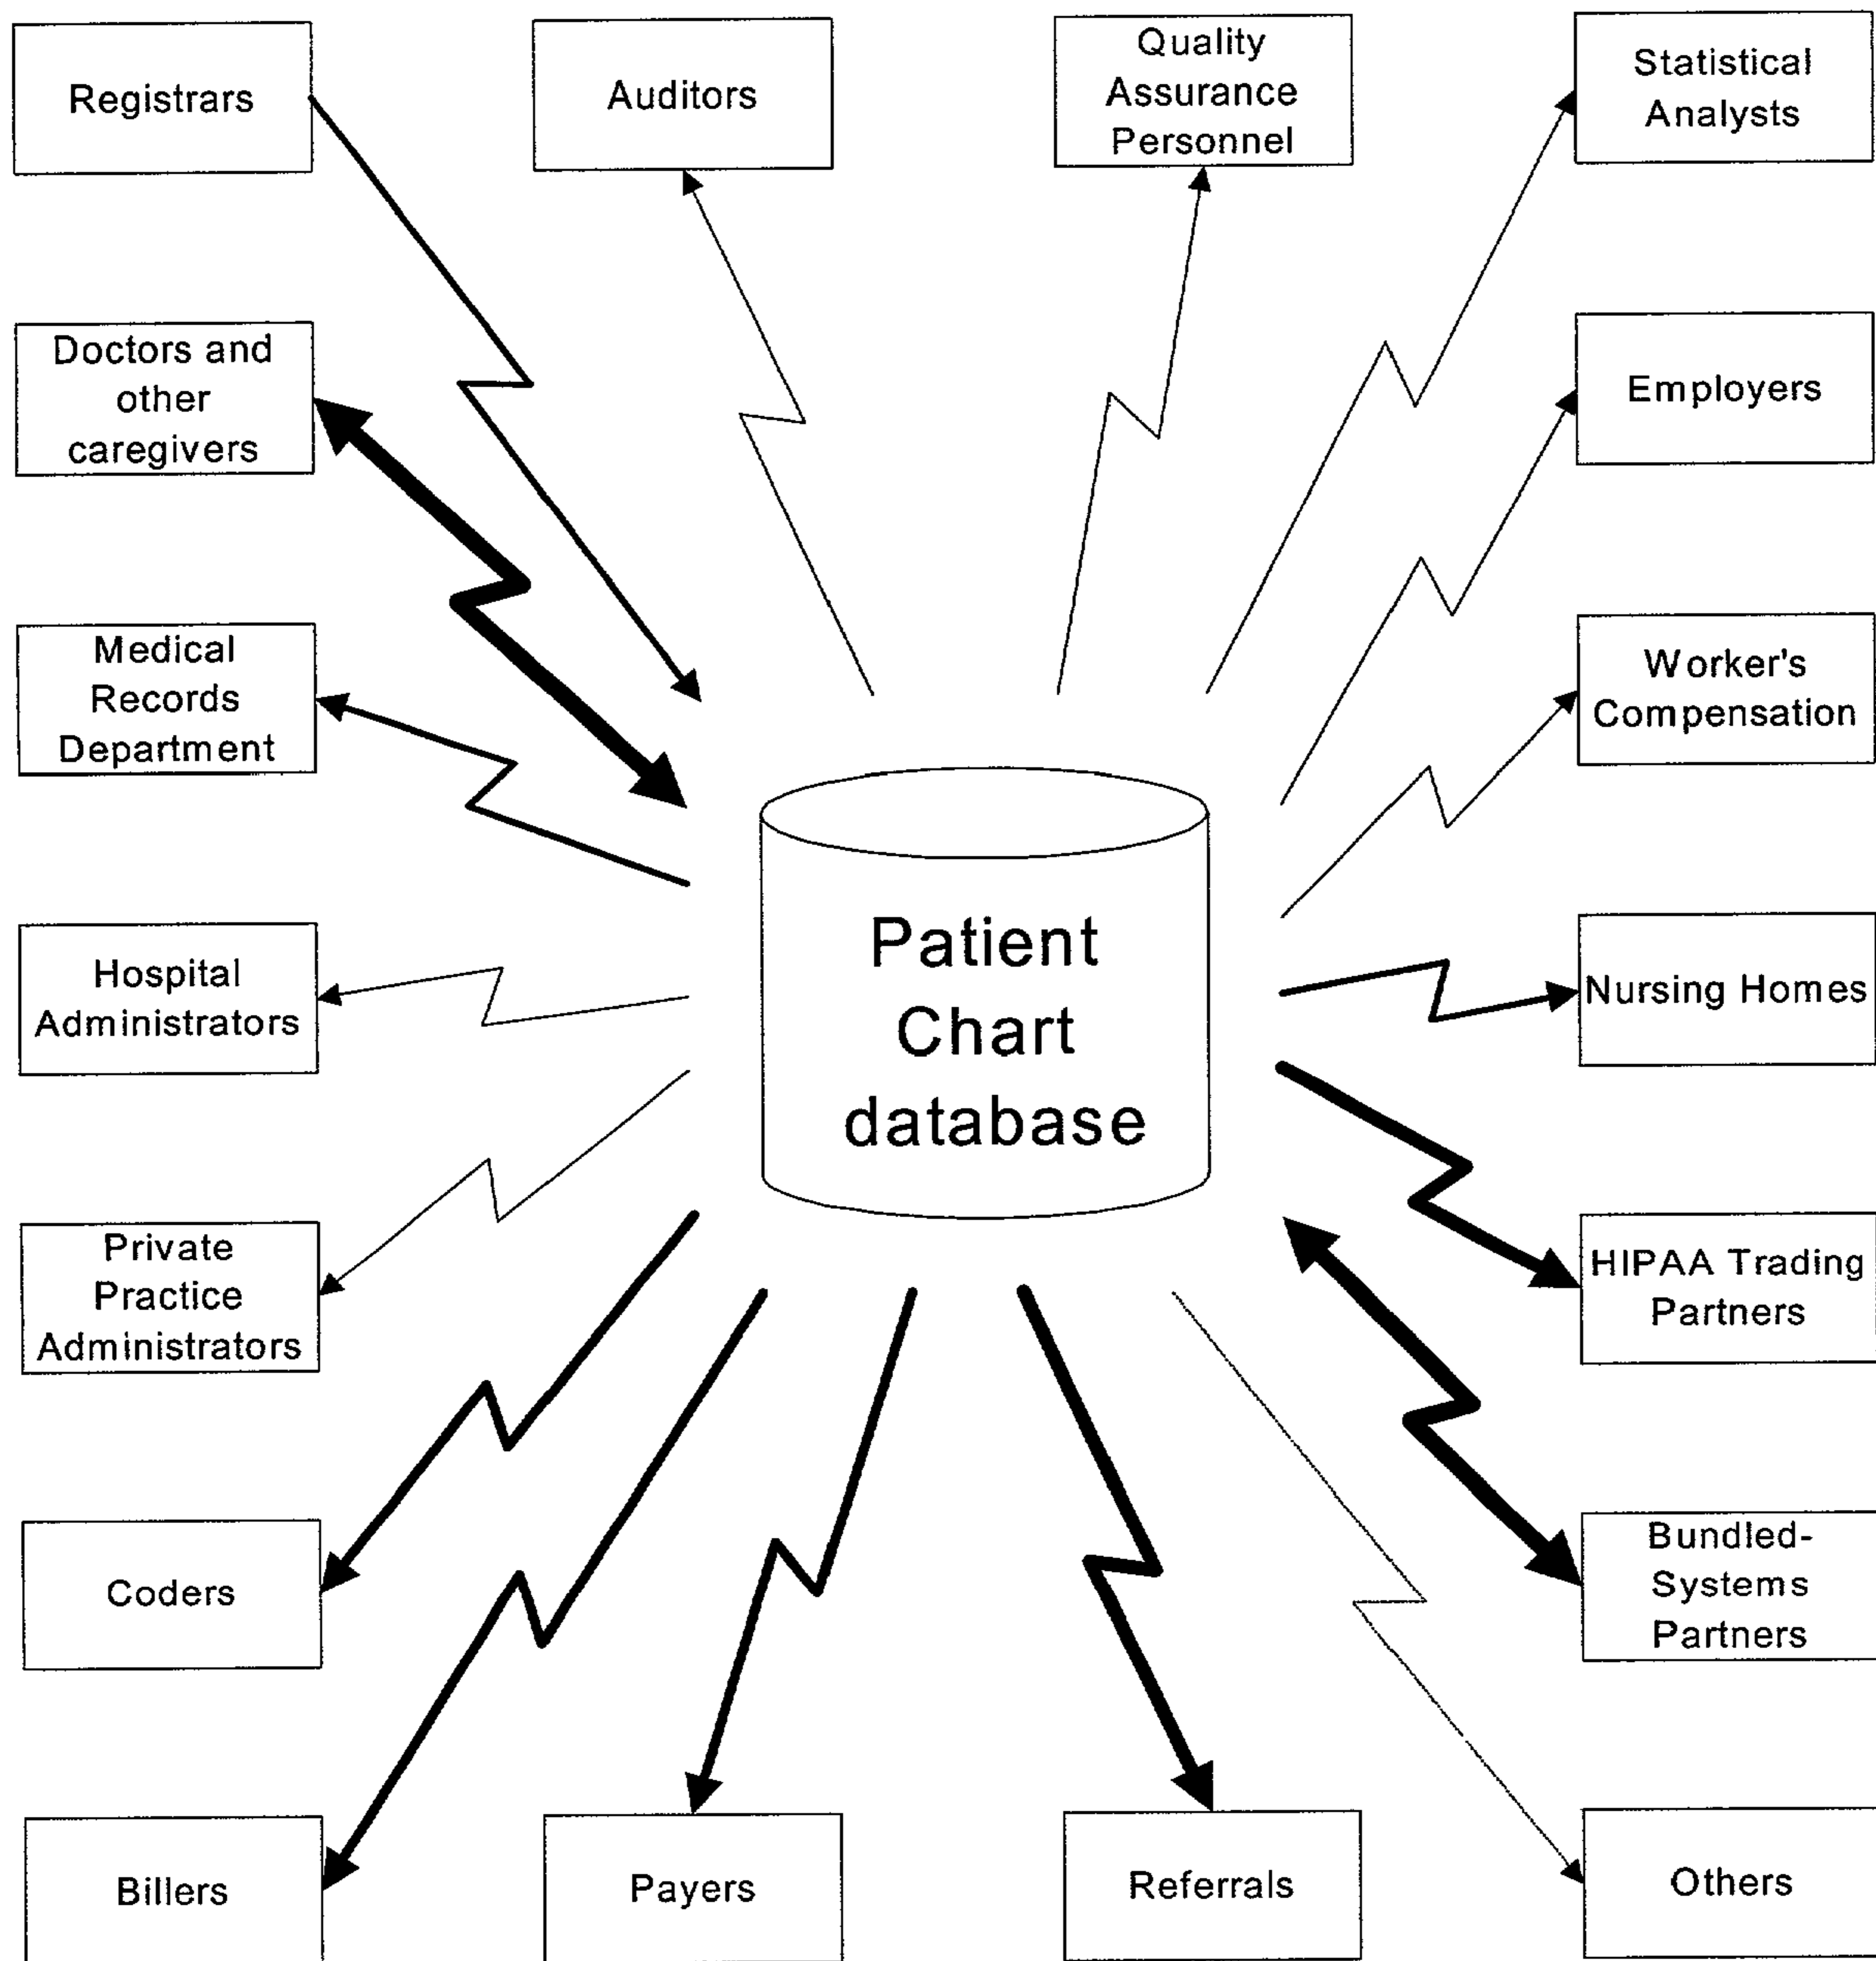 Registrars
Auditors
Quality
Assurance
Personnel
Statistical
Analysts
Doctors and
other
caregivers
Employers
Medical
Records
Department
Worker's
Compensation
Patient
Chart
database
Hospital
Administrators
Nursing Homes
Private
Practice
Administrators
HIPAA Trading
Partners
Coders
Bundled-
Systems
Partners
Billers
Payers
Referrals
Others